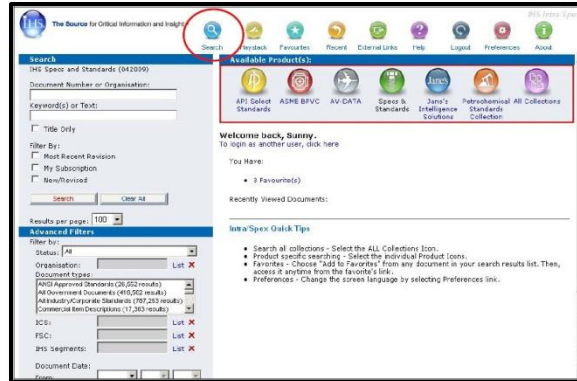 IHS The Source for Critical Information and Insight
IHS Intra/Spex
Search Haystack Favourites Recent External Links Help Logout Preferences About
Search
IHS Specs and Standards (042009)
Document Number or Organisation:
Keyword(s) or Text:
Title Only
Filter By:
Most Recent Revision
My Subscription
New/Revised
Search Clear All
Results per page: 100
Advanced Filters
Filter by:
Status: All
Organisation: List
Document types:
ANSI Approved Standards (26,552 results)
All Government Documents (416,502 results)
All Industry/Corporate Standards (787,253 results)
Commercial Item Descriptions (17,363 results)
ICS: List
FSC: List
IHS Segments: List
Document Date:
From:
Available Product(s):
API Select Standards
ASME BPVC
AV-DATA
Specs & Standards
Jane's Intelligence Solutions
Petrochemical Standards Collection
All Collections
Welcome back, Sunny.
To login as another user, click here
You Have:
3 Favourite(s)
Recently Viewed Documents:
Intra/Spex Quick Tips
Search all collections - Select the ALL Collections Icon.
Product specific searching - Select the individual Product Icons.
Favorites - Choose "Add to Favorites" from any document in your search results list. Then,
access it anytime from the favorite's link.
Preferences - Change the screen language by selecting Preferences link.